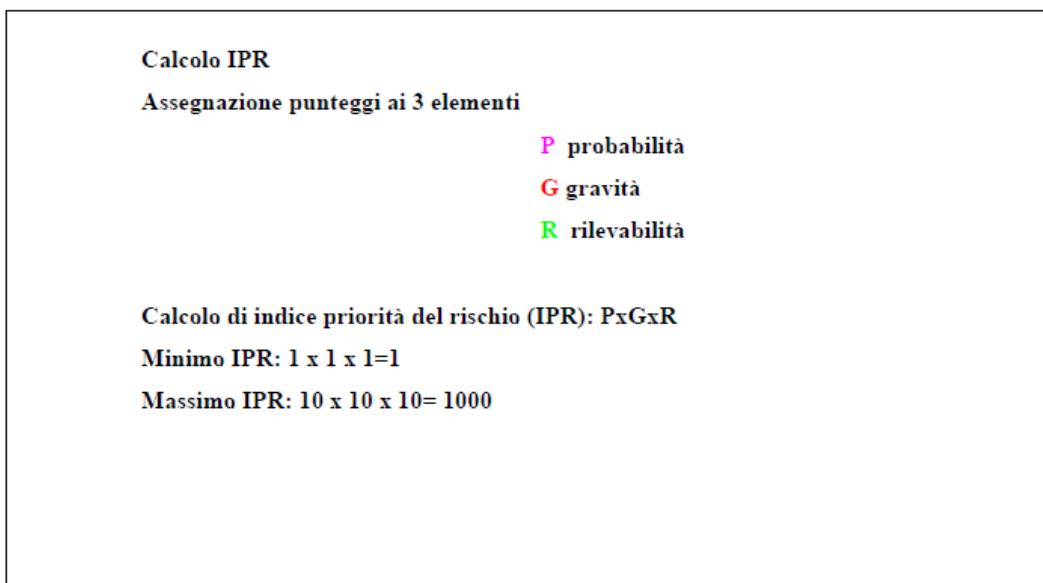 Calcolo IPR
Assegnazione punteggi ai 3 elementi
P probabilità
G gravità
R rilevabilità
Calcolo di indice priorità del rischio (IPR): PxGxR
Minimo IPR: 1 x 1 x 1=1
Massimo IPR: 10 x 10 x 10= 1000